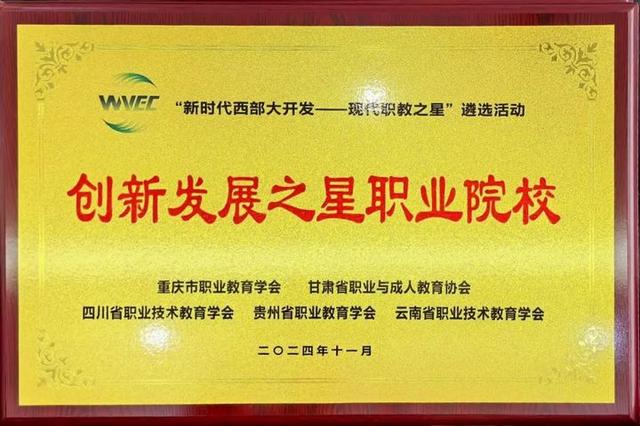 WVEC
“新时代西部大开发——现代职教之星”遴选活动
创新发展之星职业院校
重庆市职业教育学会 甘肃省职业与成人教育协会
四川省职业技术教育学会 贵州省职业教育学会 云南省职业技术教育学会
二〇二四年十一月